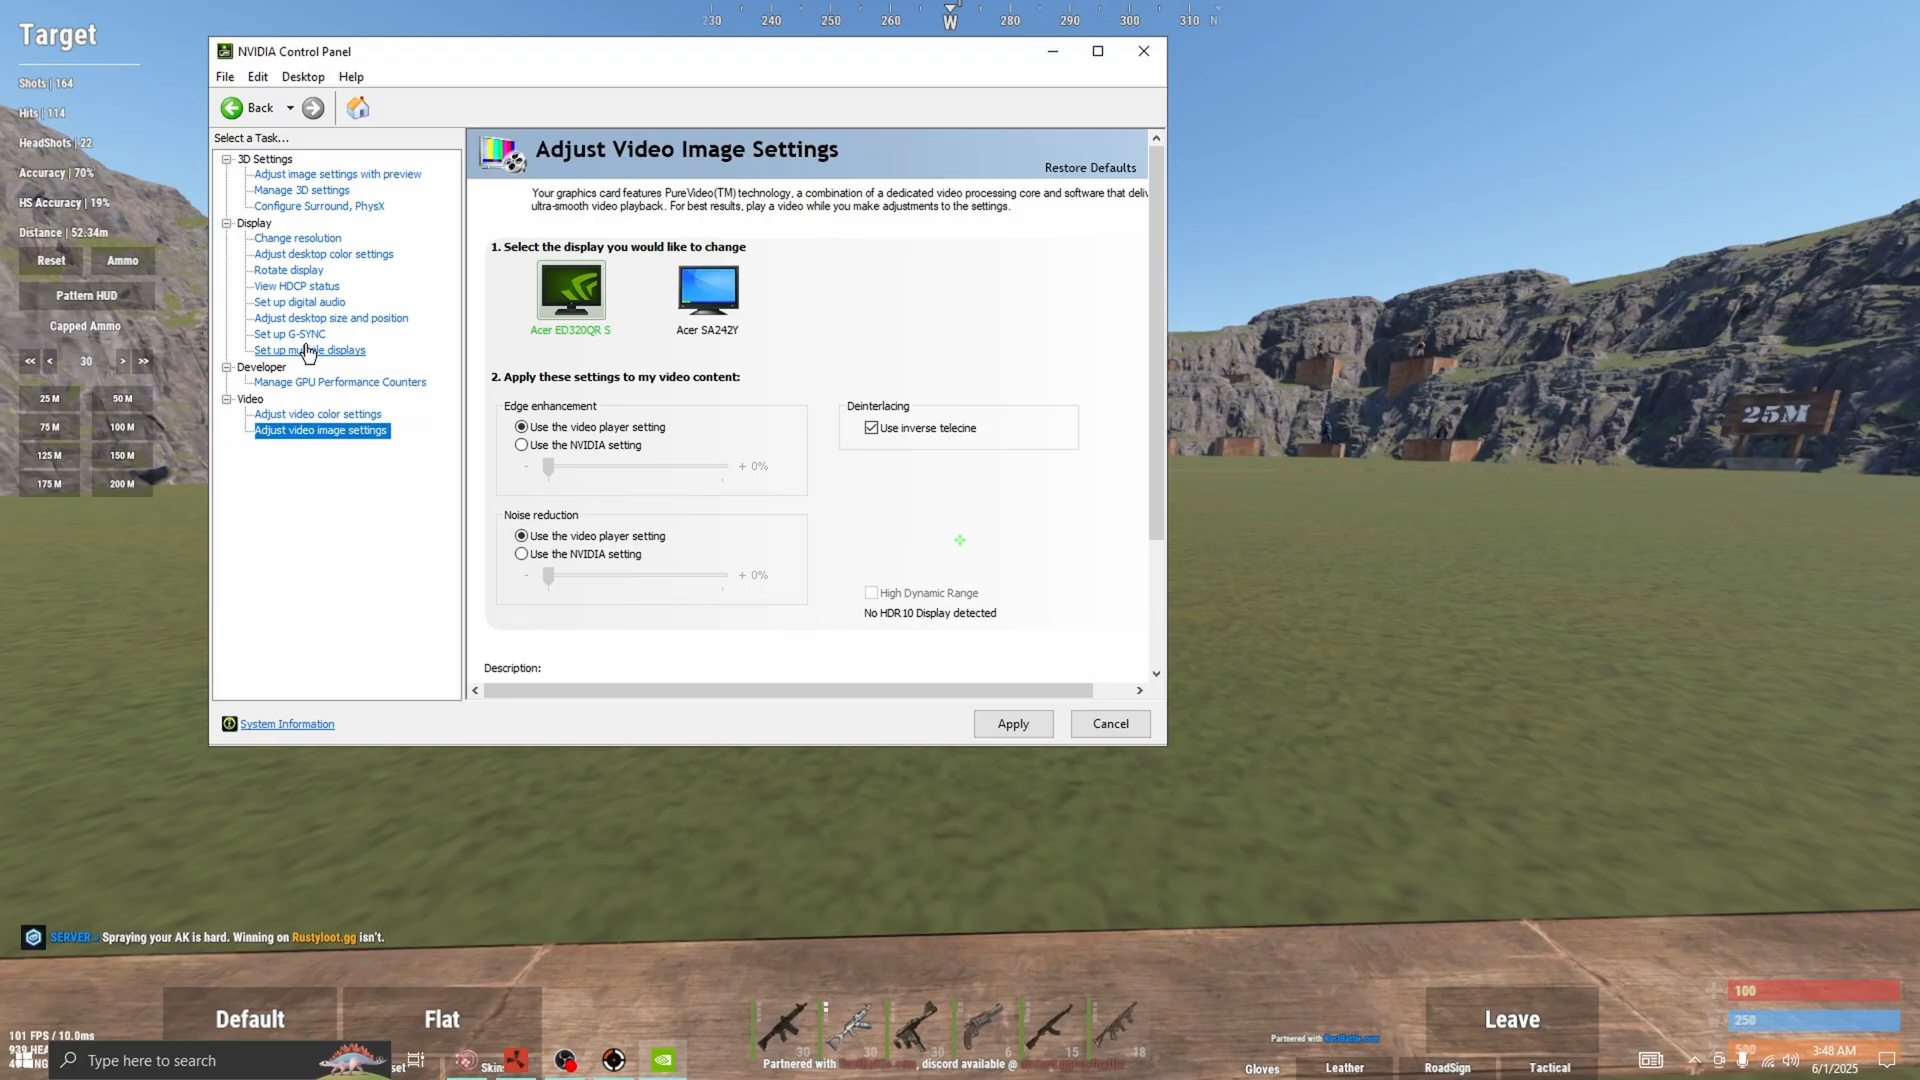 230 240 250 260 W 280 290 300 310 N
Target
Shots | 164
Hits | 114
HeadShots | 22
Accuracy | 70%
HS Accuracy | 19%
Distance | 52.34m
Reset Ammo
Pattern HUD
Capped Ammo
<< < 30 > >>
25 M 50 M
75 M 100 M
125 M 150 M
175 M 200 M
NVIDIA Control Panel
File Edit Desktop Help
Back
Select a Task...
3D Settings
Adjust image settings with preview
Manage 3D settings
Configure Surround, PhysX
Display
Change resolution
Adjust desktop color settings
Rotate display
View HDCP status
Set up digital audio
Adjust desktop size and position
Set up G-SYNC
Set up multiple displays
Developer
Manage GPU Performance Counters
Video
Adjust video color settings
Adjust video image settings
System Information
Adjust Video Image Settings
Restore Defaults
Your graphics card features PureVideo(TM) technology, a combination of a dedicated video processing core and software that deliv
ultra-smooth video playback. For best results, play a video while you make adjustments to the settings.
1. Select the display you would like to change
Acer ED320QR S Acer SA242Y
2. Apply these settings to my video content:
Edge enhancement
Use the video player setting
Use the NVIDIA setting
- + 0%
Deinterlacing
Use inverse telecine
Noise reduction
Use the video player setting
Use the NVIDIA setting
- + 0%
High Dynamic Range
No HDR10 Display detected
Description:
Apply Cancel
25M
SERVER » Spraying your AK is hard. Winning on Rustyloot.gg isn't.
Default Flat
Leave
100
250
500
101 FPS / 10.0ms
30 30 30 6 15 18
Partnered with
Partnered with , discord available @
Type here to search
Skin
Gloves Leather RoadSign Tactical
3:48 AM
6/1/2025